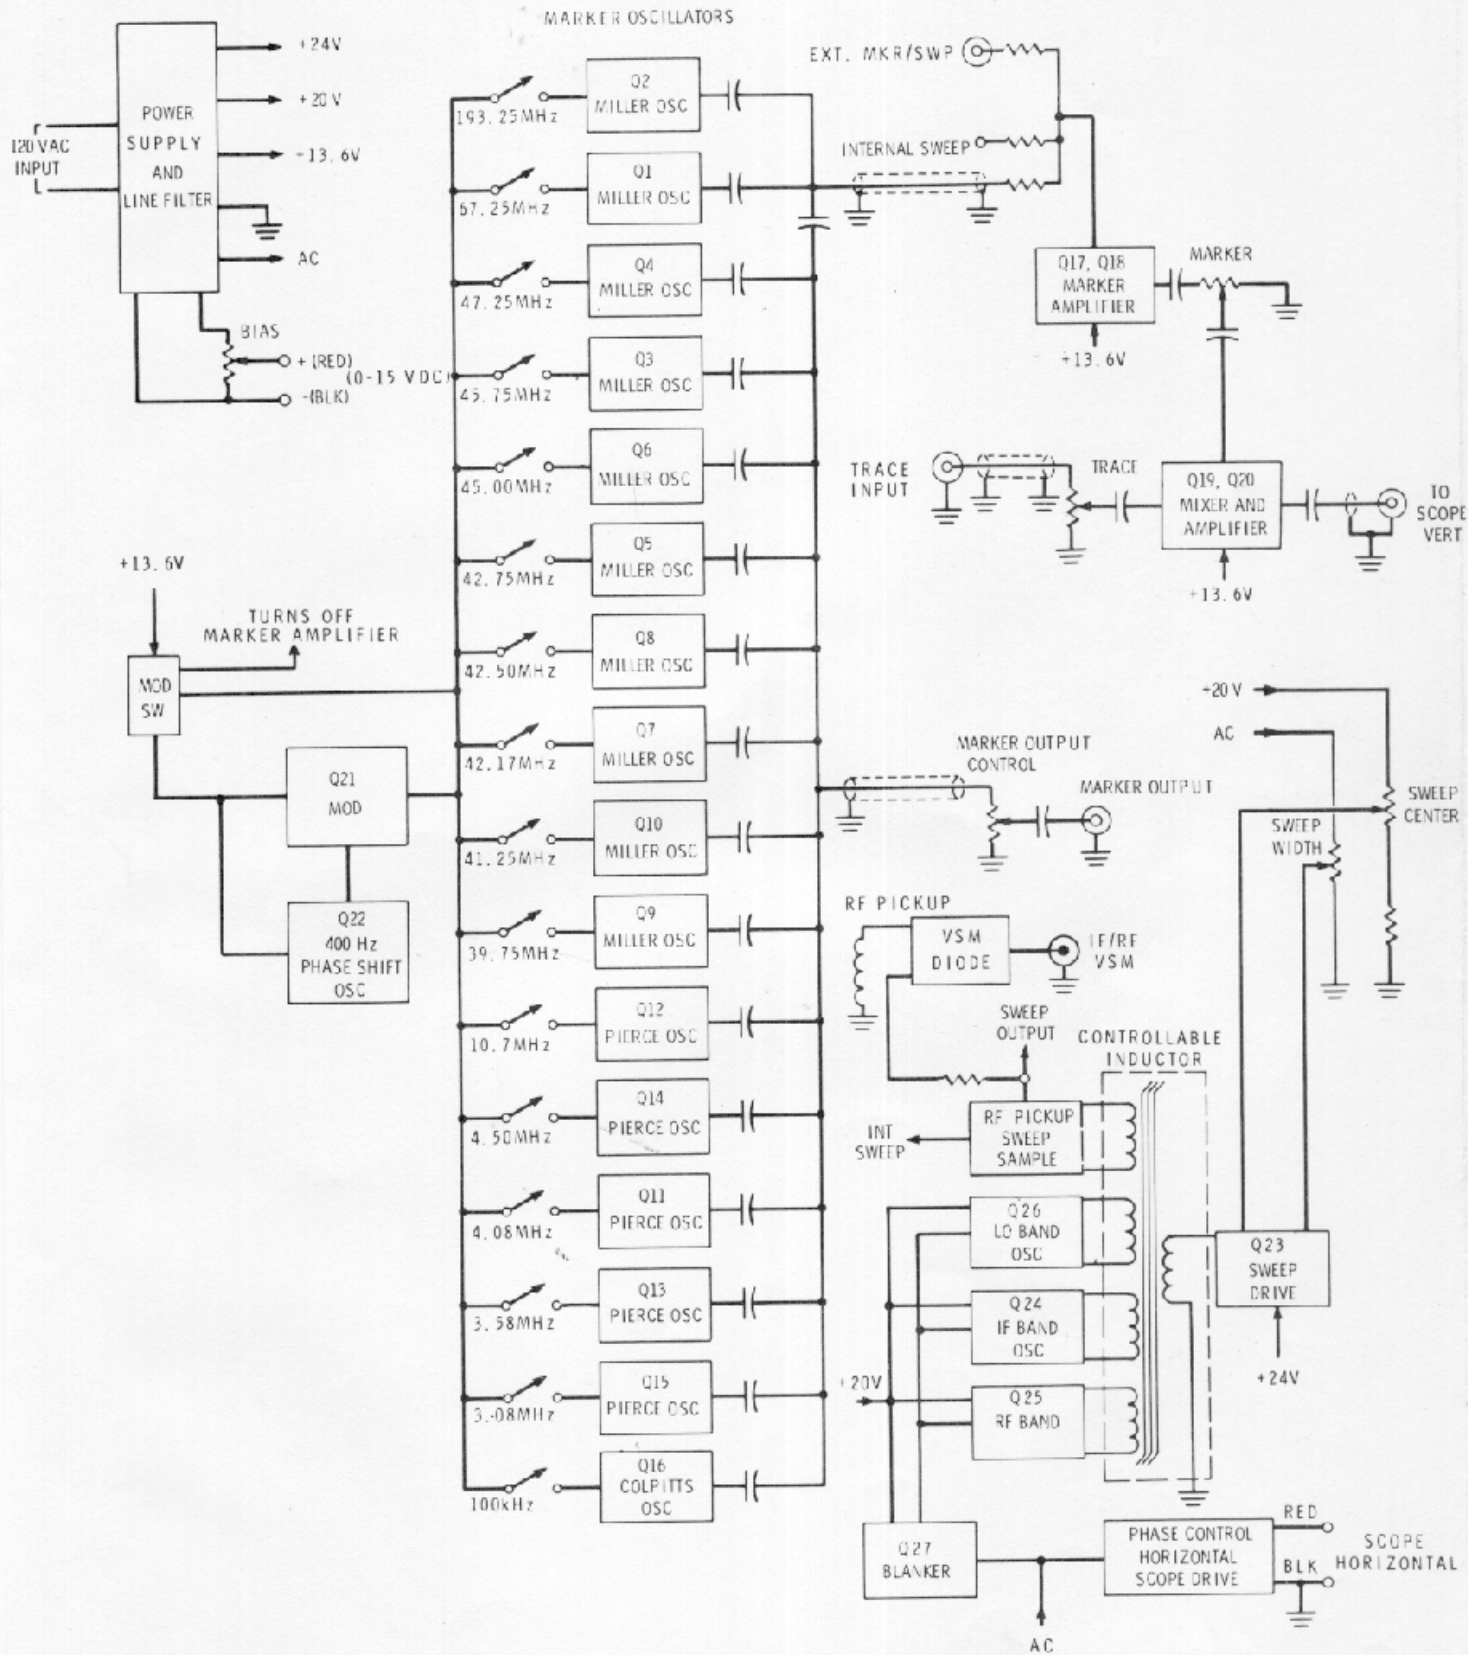 MARKER OSCILLATORS
+24V
+20V
+13.6V
AC
POWER
SUPPLY
AND
LINE FILTER
120 VAC
INPUT
BIAS
+(RED)
(0-15 VDC)
-(BLK)
193.25MHz
Q2
MILLER OSC
67.25MHz
Q1
MILLER OSC
47.25MHz
Q4
MILLER OSC
45.75MHz
Q3
MILLER OSC
45.00MHz
Q6
MILLER OSC
42.75MHz
Q5
MILLER OSC
42.50MHz
Q8
MILLER OSC
42.17MHz
Q7
MILLER OSC
41.25MHz
Q10
MILLER OSC
39.75MHz
Q9
MILLER OSC
10.7MHz
Q12
PIERCE OSC
4.50MHz
Q14
PIERCE OSC
4.08MHz
Q11
PIERCE OSC
3.58MHz
Q13
PIERCE OSC
3.08MHz
Q15
PIERCE OSC
100kHz
Q16
COLPITTS
OSC
+13.6V
TURNS OFF
MARKER AMPLIFIER
MOD
SW
Q21
MOD
Q22
400 Hz
PHASE SHIFT
OSC
EXT. MKR/SWP
INTERNAL SWEEP
Q17, Q18
MARKER
AMPLIFIER
MARKER
+13.6V
TRACE
INPUT
TRACE
Q19, Q20
MIXER AND
AMPLIFIER
TO
SCOPE
VERT
+13.6V
+20V
AC
SWEEP
CENTER
SWEEP
WIDTH
MARKER OUTPUT
CONTROL
MARKER OUTPUT
RF PICKUP
VSM
DIODE
IF/RF
VSM
SWEEP
OUTPUT
CONTROLLABLE
INDUCTOR
INT
SWEEP
RF PICKUP
SWEEP
SAMPLE
Q26
LO BAND
OSC
Q24
IF BAND
OSC
Q25
RF BAND
+20V
Q23
SWEEP
DRIVE
+24V
Q27
BLANKER
PHASE CONTROL
HORIZONTAL
SCOPE DRIVE
RED
BLK
SCOPE
HORIZONTAL
AC